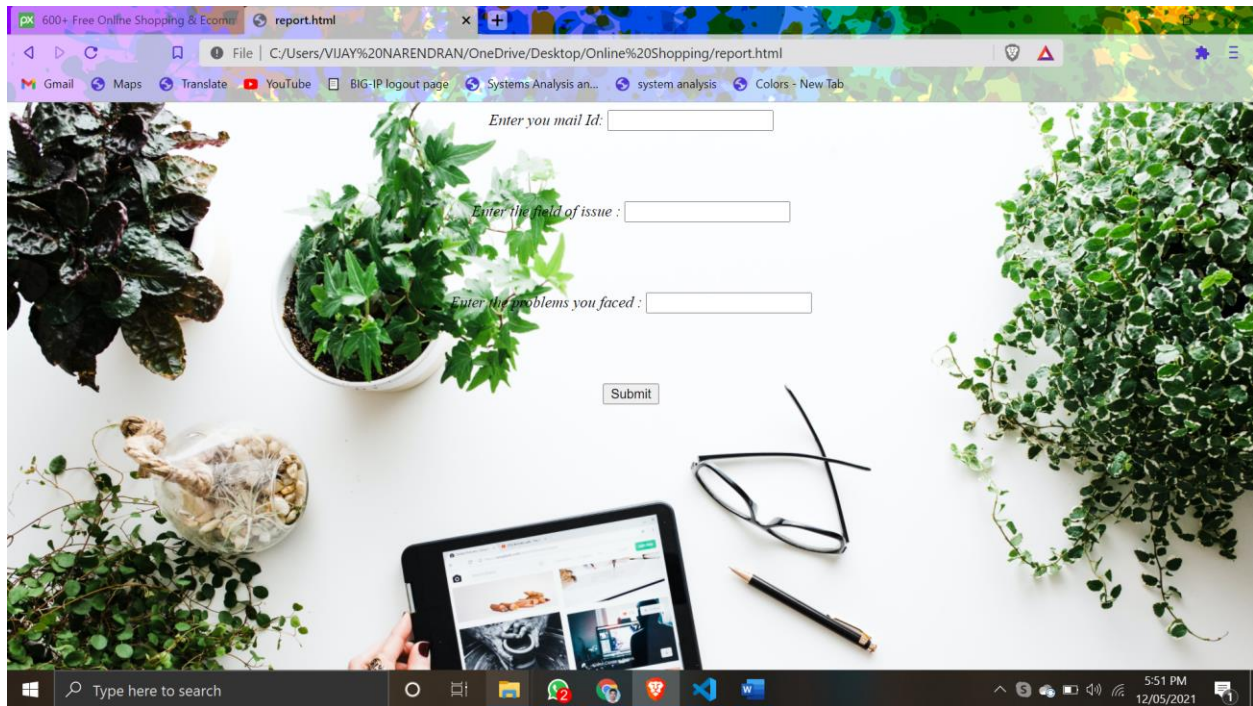 px 600+ Free Online Shopping & Ecomm
report.html
File | C:/Users/VIJAY%20NARENDRAN/OneDrive/Desktop/Online%20Shopping/report.html
Gmail Maps Translate YouTube BIG-IP logout page Systems Analysis an... system analysis Colors - New Tab
Enter you mail Id:
Enter the field of issue :
Enter the problems you faced :
Submit
Type here to search
2
W
S
5:51 PM
12/05/2021
1